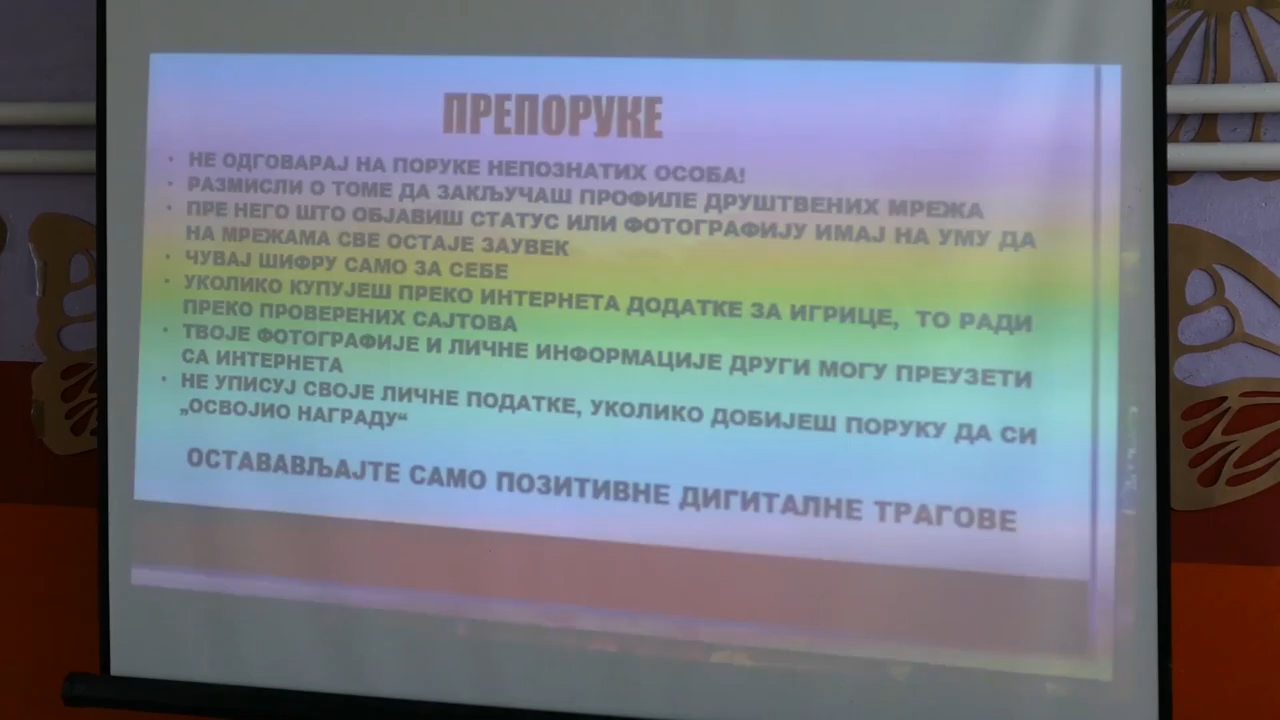 ПРЕПОРУКЕ
• НЕ ОДГОВАРАЈ НА ПОРУКЕ НЕПОЗНАТИХ ОСОБА!
• РАЗМИСЛИ О ТОМЕ ДА ЗАКЉУЧАШ ПРОФИЛЕ ДРУШТВЕНИХ МРЕЖА
• ПРЕ НЕГО ШТО ОБЈАВИШ СТАТУС ИЛИ ФОТОГРАФИЈУ ИМАЈ НА УМУ ДА
НА МРЕЖАМА СВЕ ОСТАЈЕ ЗАУВЕК
• ЧУВАЈ ШИФРУ САМО ЗА СЕБЕ
• УКОЛИКО КУПУЈЕШ ПРЕКО ИНТЕРНЕТА ДОДАТКЕ ЗА ИГРИЦЕ, ТО РАДИ
ПРЕКО ПРОВЕРЕНИХ САЈТОВА
• ТВОЈЕ ФОТОГРАФИЈЕ И ЛИЧНЕ ИНФОРМАЦИЈЕ ДРУГИ МОГУ ПРЕУЗЕТИ
СА ИНТЕРНЕТА
• НЕ УПИСУЈ СВОЈЕ ЛИЧНЕ ПОДАТКЕ, УКОЛИКО ДОБИЈЕШ ПОРУКУ ДА СИ
„ОСВОЈИО НАГРАДУ“
ОСТАВАВЉАЈТЕ САМО ПОЗИТИВНЕ ДИГИТАЛНЕ ТРАГОВЕ